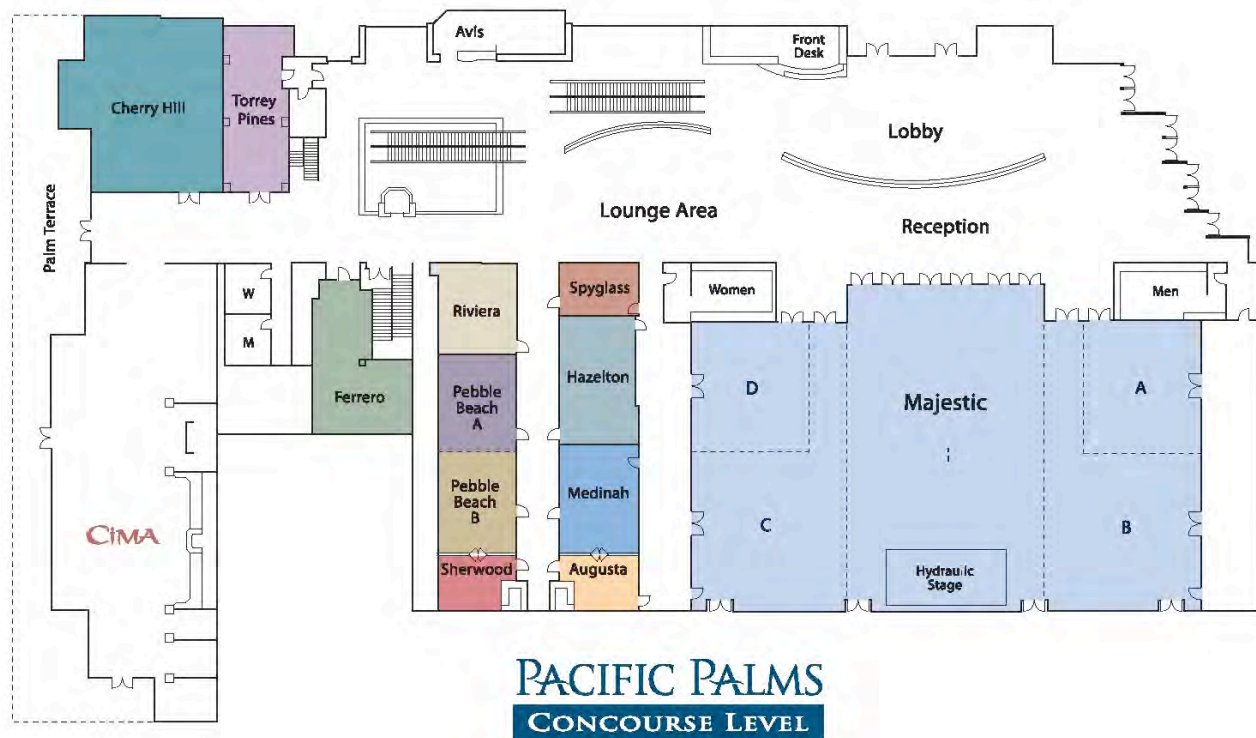 Avis
Front
Desk
Cherry Hill
Torrey
Pines
Lobby
Palm Terrace
Lounge Area
Reception
W
M
Ferrero
Riviera
Pebble
Beach
A
Pebble
Beach
B
Sherwood
Spyglass
Hazelton
Medinah
Augusta
Women
Men
D
Majestic
A
C
B
Hydraulic
Stage
CIMA
PACIFIC PALMS
CONCOURSE LEVEL